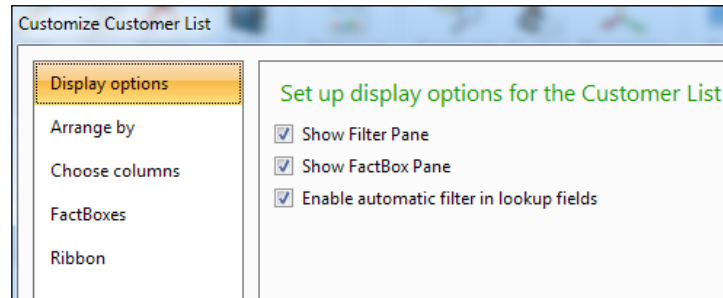 Customize Customer List
Display options
Arrange by
Choose columns
FactBoxes
Ribbon
Set up display options for the Customer List
Show Filter Pane
Show FactBox Pane
Enable automatic filter in lookup fields